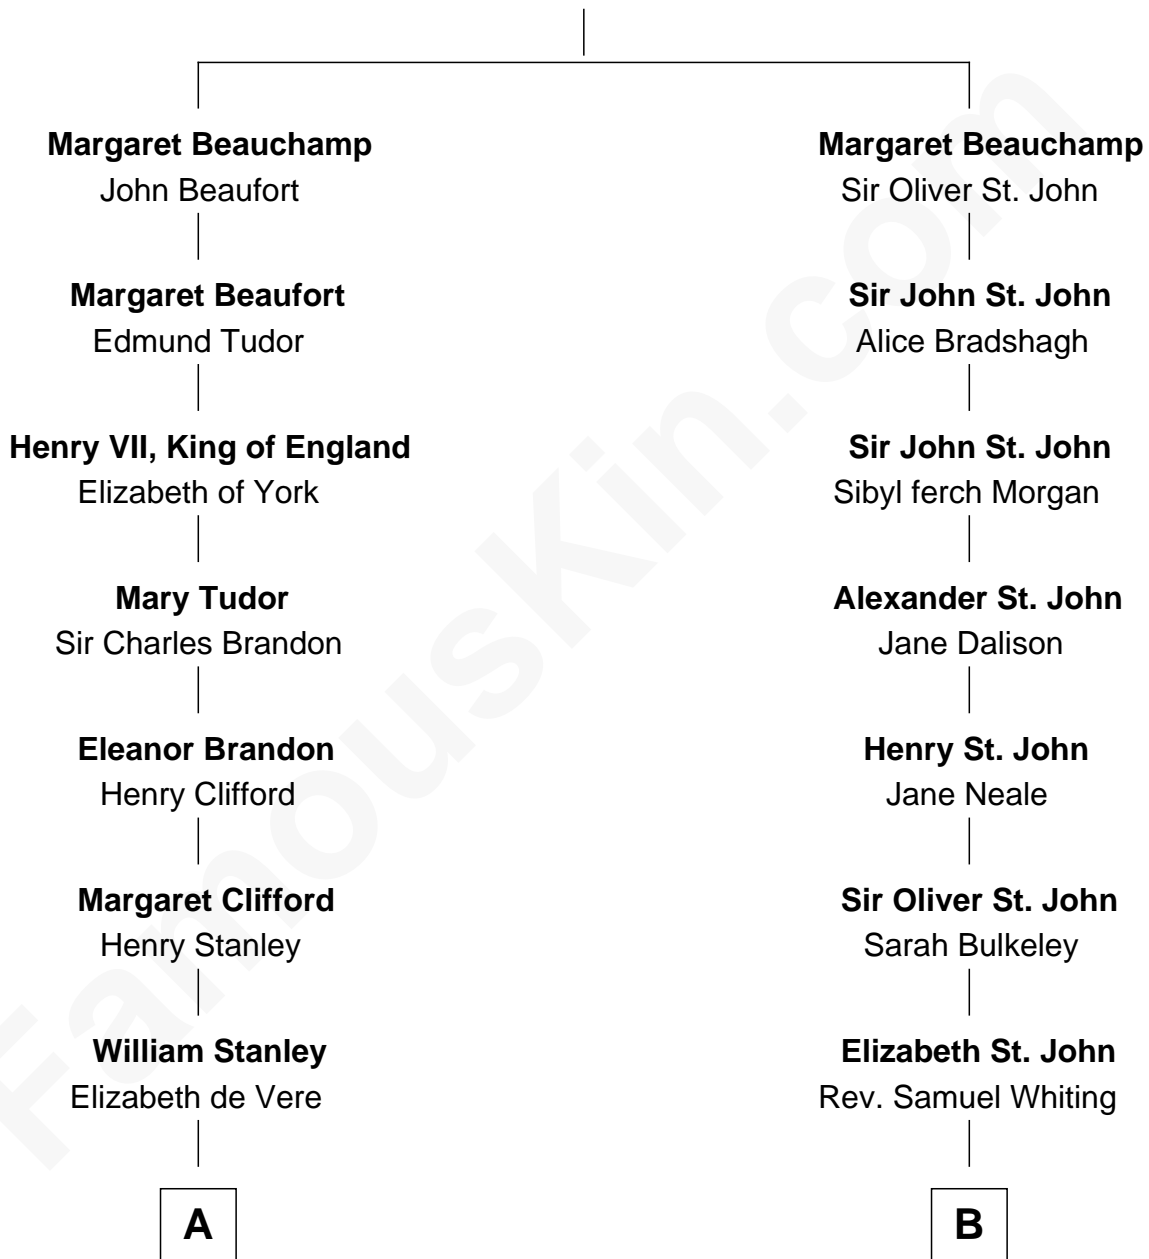 Margaret Beauchamp
John Beaufort
Margaret Beaufort
Edmund Tudor
Henry VII, King of England
Elizabeth of York
Mary Tudor
Sir Charles Brandon
Eleanor Brandon
Henry Clifford
Margaret Clifford
Henry Stanley
William Stanley
Elizabeth de Vere
A
Margaret Beauchamp
Sir Oliver St. John
Sir John St. John
Alice Bradshagh
Sir John St. John
Sibyl ferch Morgan
Alexander St. John
Jane Dalison
Henry St. John
Jane Neale
Sir Oliver St. John
Sarah Bulkeley
Elizabeth St. John
Rev. Samuel Whiting
B
FamousKin.com